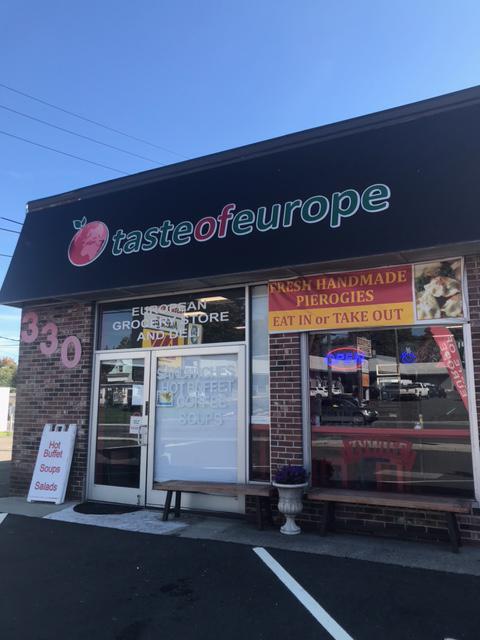 tasteofeurope
FRESH HANDMADE
PIEROGIES
EAT IN or TAKE OUT
EUROPEAN
GROCERY STORE
AND DELI
330
OPEN
SANDWICHES
HOT BUFFET
COFFEE
SOUPS
Hot
Buffet
Soups
Salads